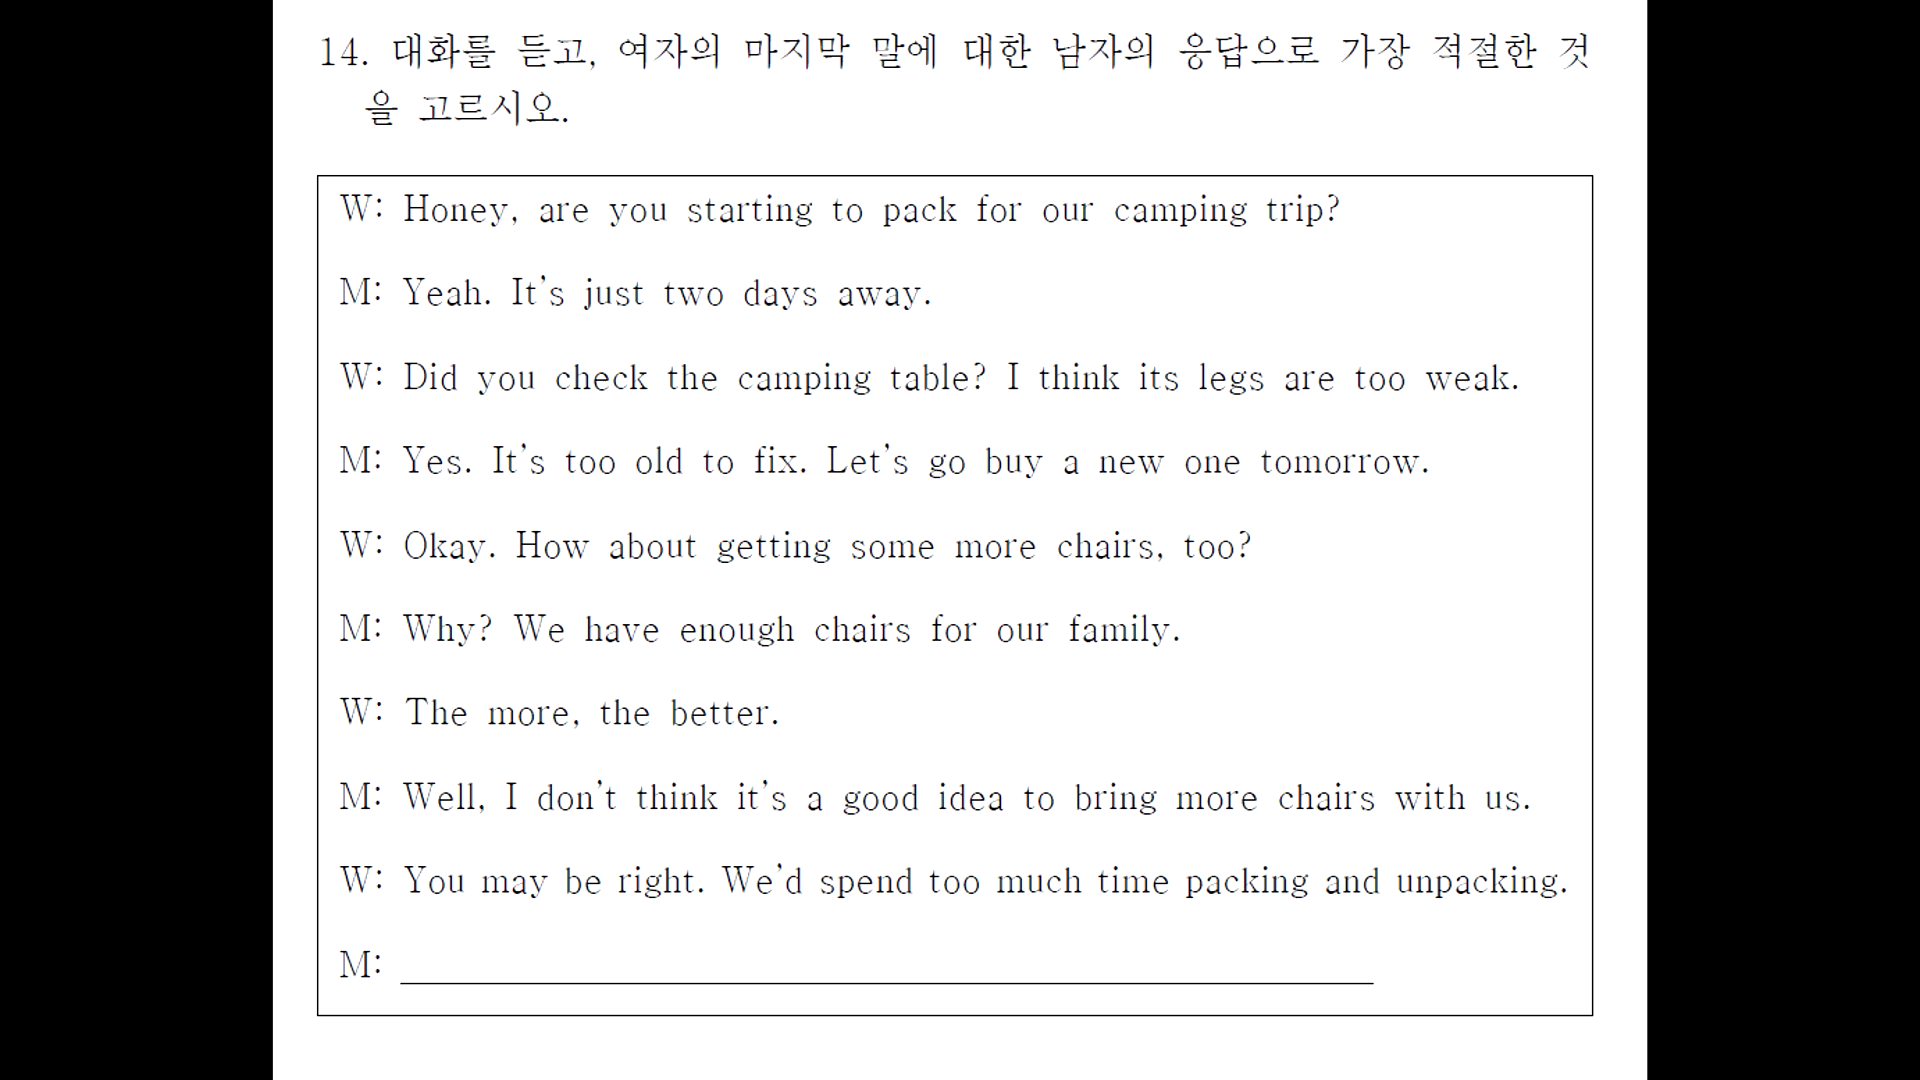 14. 대화를 듣고, 여자의 마지막 말에 대한 남자의 응답으로 가장 적절한 것
을 고르시오.
W: Honey, are you starting to pack for our camping trip?
M: Yeah. It's just two days away.
W: Did you check the camping table? I think its legs are too weak.
M: Yes. It's too old to fix. Let's go buy a new one tomorrow.
W: Okay. How about getting some more chairs, too?
M: Why? We have enough chairs for our family.
W: The more, the better.
M: Well, I don't think it's a good idea to bring more chairs with us.
W: You may be right. We'd spend too much time packing and unpacking.
M: